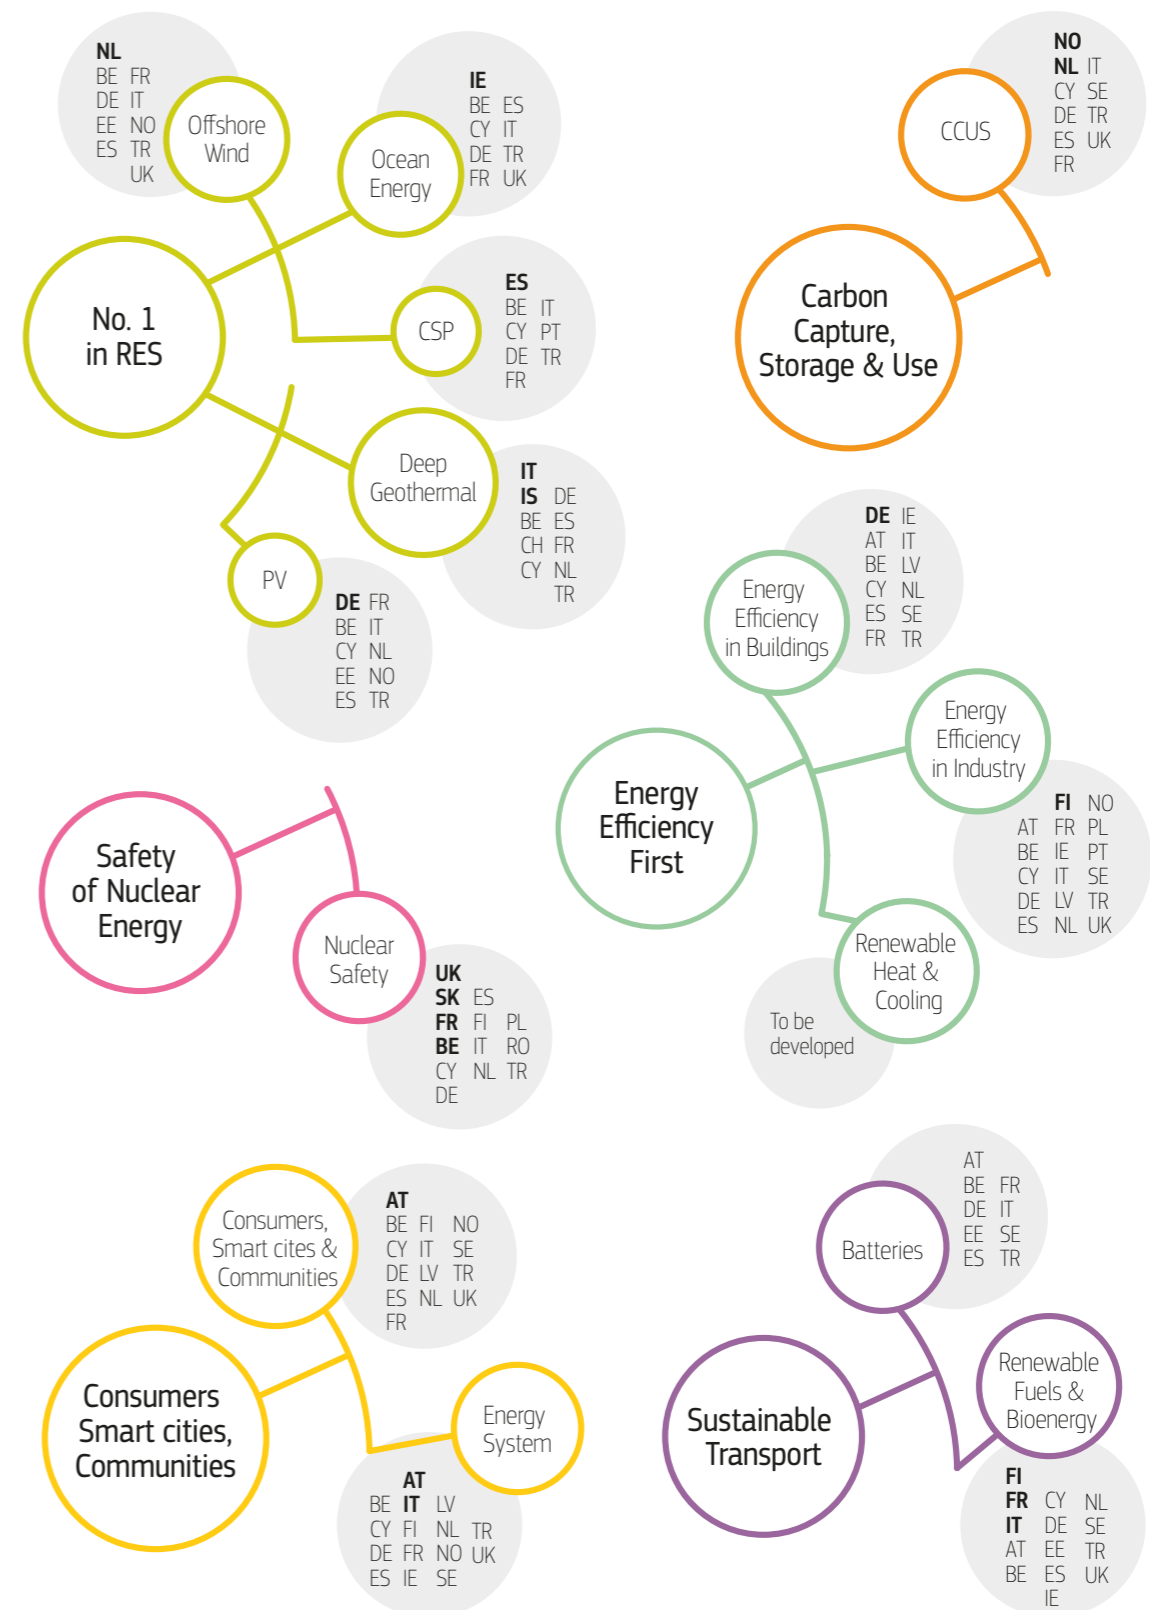 NL
BE FR
DE IT
EE NO
ES TR
UK
Offshore
Wind
IE
BE ES
CY IT
DE TR
FR UK
Ocean
Energy
No. 1
in RES
ES
BE IT
CY PT
DE TR
FR
CSP
Deep
Geothermal
IT
IS DE
BE ES
CH FR
CY NL
TR
PV
DE FR
BE IT
CY NL
EE NO
ES TR
NO
NL IT
CY SE
DE TR
ES UK
FR
CCUS
Carbon
Capture,
Storage & Use
DE IE
AT IT
BE LV
CY NL
ES SE
FR TR
Energy
Efficiency
in Buildings
Energy
Efficiency
in Industry
FI NO
AT FR PL
BE IE PT
CY IT SE
DE LV TR
ES NL UK
Energy
Efficiency
First
Renewable
Heat &
Cooling
To be
developed
Safety
of Nuclear
Energy
Nuclear
Safety
UK
SK ES
FR FI PL
BE IT RO
CY NL TR
DE
Consumers,
Smart cites &
Communities
AT
BE FI NO
CY IT SE
DE LV TR
ES NL UK
FR
Consumers
Smart cities,
Communities
Energy
System
AT
BE IT LV
CY FI NL TR
DE FR NO UK
ES IE SE
AT
BE FR
DE IT
EE SE
ES TR
Batteries
Sustainable
Transport
Renewable
Fuels &
Bioenergy
FI
FR CY NL
IT DE SE
AT EE TR
BE ES UK
IE